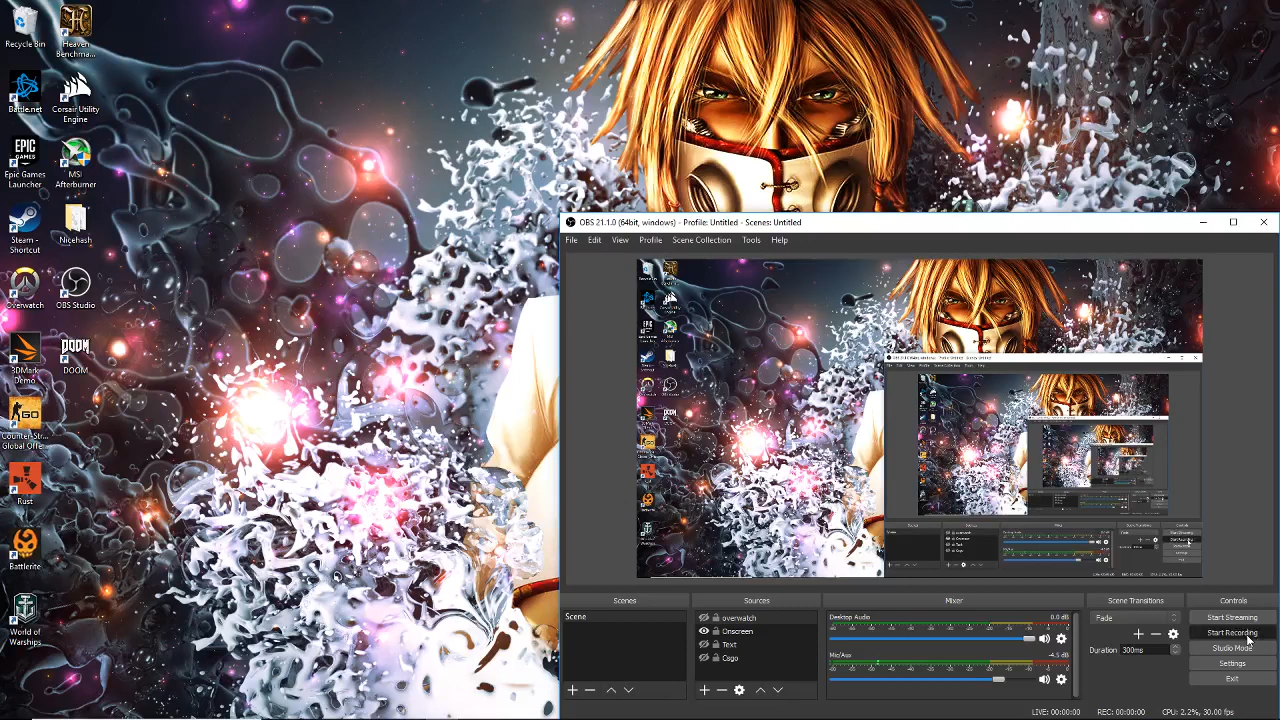 Recycle Bin
Heaven
Benchma...
Battle.net
Corsair Utility
Engine
EPIC
GAMES
Epic Games
Launcher
MSI
Afterburner
Steam -
Shortcut
Nicehash
Overwatch
OBS Studio
3DMark
Demo
DOOM
DOOM
GO
Counter-Str...
Global Offe...
Rust
Battlerite
World of
Warships
OBS 21.1.0 (64bit, windows) - Profile: Untitled - Scenes: Untitled
File Edit View Profile Scene Collection Tools Help
Scenes
Scene
Sources
overwatch
Onscreen
Text
Csgo
Mixer
Desktop Audio 0.0 dB
Mic/Aux -4.5 dB
Scene Transitions
Fade
Duration 300ms
Controls
Start Streaming
Start Recording
Studio Mode
Settings
Exit
LIVE: 00:00:00 REC: 00:00:00 CPU: 2.2%, 30.00 fps